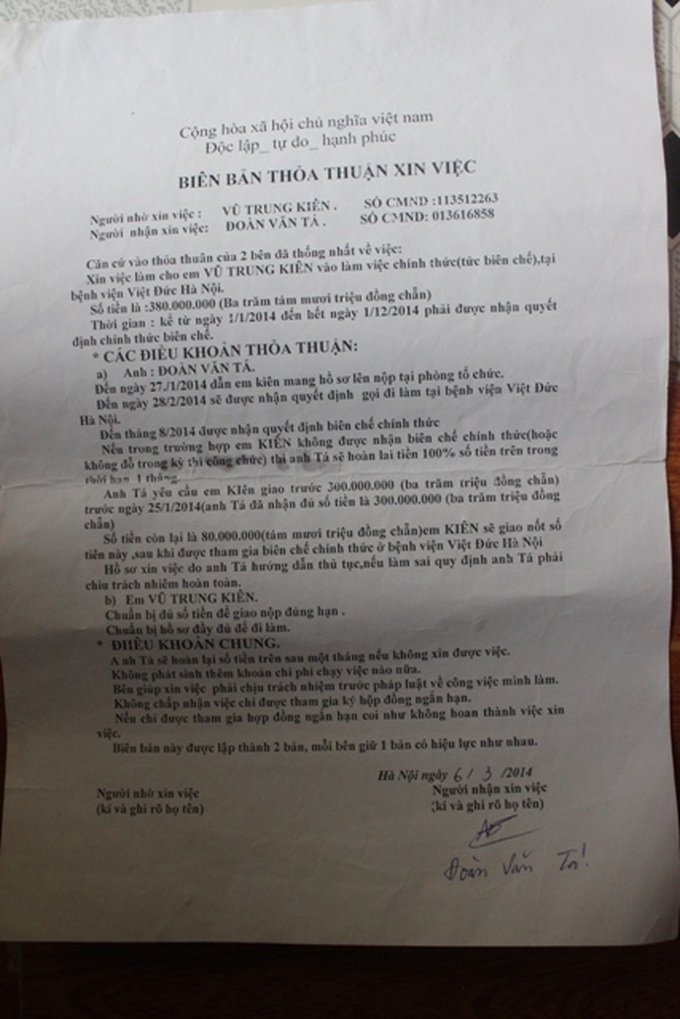 Cộng hòa xã hội chủ nghĩa việt nam
Độc lập_ tự do_ hạnh phúc
BIÊN BẢN THỎA THUẬN XIN VIỆC
Người nhờ xin việc : VŨ TRUNG KIÊN . SỐ CMND :113512263
Người nhận xin việc: ĐOÀN VĂN TÁ . SỐ CMND: 013616858
Căn cứ vào thỏa thuân của 2 bên đã thống nhất về việc:
Xin việc làm cho em VŨ TRUNG KIÊN vào làm việc chính thức(tức biên chế),tại
bệnh viện Việt Đức Hà Nội.
Số tiền là :380.000.000 (Ba trăm tám mươi triệu đồng chẵn)
Thời gian : kể từ ngày 1/1/2014 đến hết ngày 1/12/2014 phải được nhận quyết
định chính thức biên chế.
* CÁC ĐIỀU KHOẢN THỎA THUẬN:
a) Anh : ĐOÀN VĂN TÁ.
Đến ngày 27./1/2014 dẫn em kiên mang hồ sơ lên nộp tại phòng tổ chức.
Đến ngày 28/2/2014 sẽ được nhận quyết định gọi đi làm tại bệnh viện Việt Đức
Hà Nội.
Đến tháng 8/2014 được nhận quyết định biên chế chính thức
Nếu trong trường hợp em KIÊN không được nhận biên chế chính thức(hoặc
không đỗ trong kỳ thi công chức) thì anh Tá sẽ hoàn lai tiền 100% số tiền trên trong
thời hạn 1 tháng.
Anh Tá yêu cầu em KIên giao trước 300.000.000 (ba trăm triệu đồng chẵn)
trước ngày 25/1/2014(anh Tá đã nhận đủ số tiền là 300.000.000 (ba trăm triệu đồng
chẵn)
Số tiền còn lại là 80.000.000(tám mươi triệu đồng chẵn)em KIÊN sẽ giao nốt số
tiền này ,sau khi được tham gia biên chế chính thức ở bệnh viện Việt Đức Hà Nội
Hồ sơ xin việc do anh Tá hướng dẫn thủ tục,nếu làm sai quy định anh Tá phải
chịu trách nhiệm hoàn toàn.
b) Em VŨ TRUNG KIÊN.
Chuẩn bị đủ số tiền để giao nộp đúng hạn .
Chuẩn bị hồ sơ đầy đủ để đi làm.
* ĐIIỀU KHOẢN CHUNG.
A nh Tá sẽ hoàn lại số tiền trên sau một tháng nếu không xin được việc.
Không phát sinh thêm khoản chi phí chạy việc nào nữa.
Bên giúp xin việc phải chịu trách nhiệm trước pháp luật về công việc mình làm.
Không chấp nhận việc chỉ được tham gia ký hộp đồng ngắn hạn.
Nếu chỉ được tham gia hợp đồng ngắn hạn coi như không hoan thành việc xin
việc.
Biên bản này được lập thành 2 bản, mỗi bên giữ 1 bản có hiệu lực như nhau.
Hà Nội ngày 6/ 3 /2014
Người nhờ xin việc Người nhận xin việc
(kí và ghi rõ họ tên) (kí và ghi rõ họ tên)
Đoàn Văn Tá